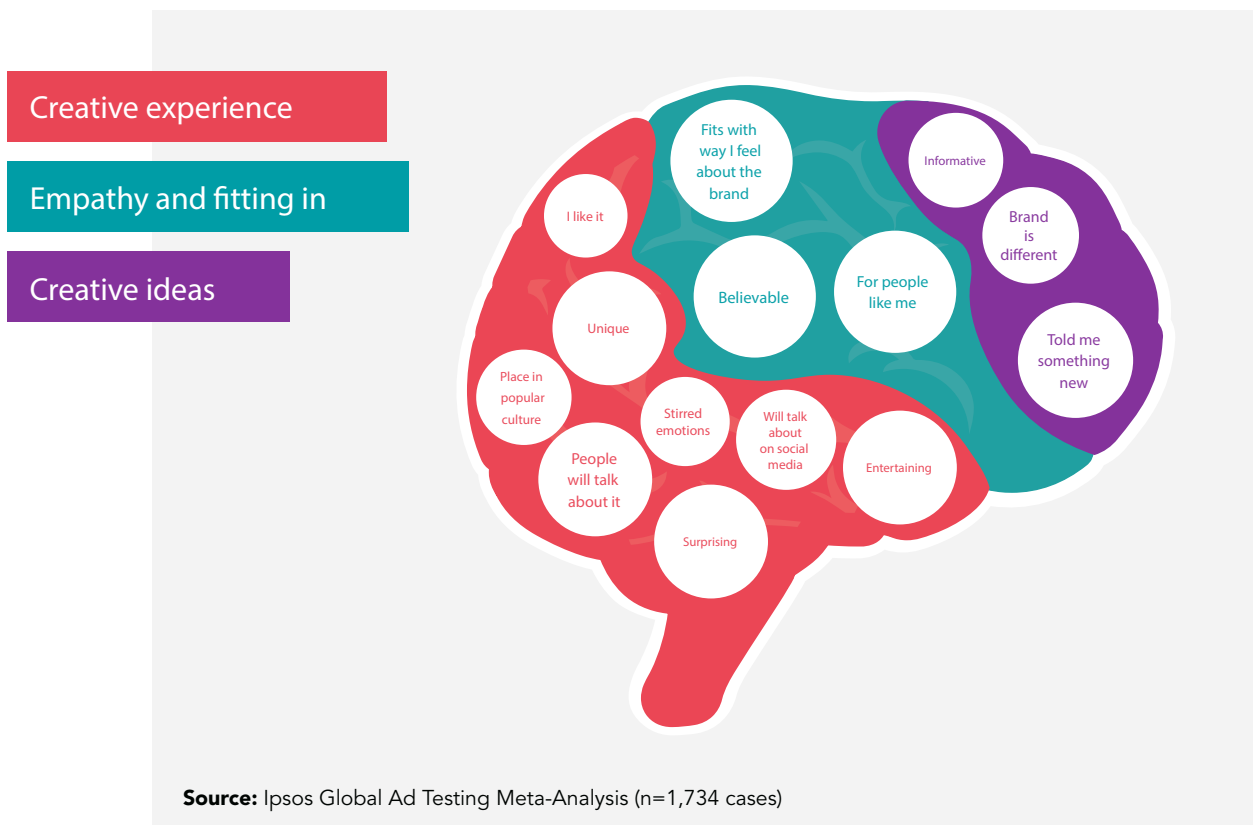 Creative experience
Empathy and fitting in
Creative ideas
Fits with
way I feel
about the
brand
Informative
I like it
Brand
is
different
Believable
For people
like me
Unique
Told me
something
new
Place in
popular
culture
Stirred
emotions
Will talk
about
on social
media
Entertaining
People
will talk
about it
Surprising
Source: Ipsos Global Ad Testing Meta-Analysis (n=1,734 cases)